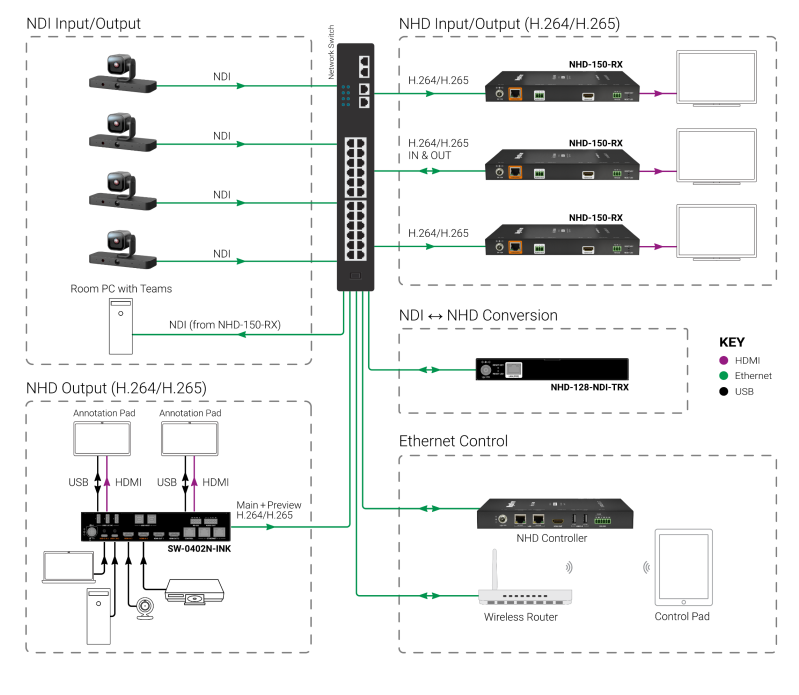 NDI Input/Output
NDI
NDI
NDI
NDI
Room PC with Teams
NDI (from NHD-150-RX)
Network Switch
NHD Input/Output (H.264/H.265)
H.264/H.265
NHD-150-RX
H.264/H.265
IN & OUT
NHD-150-RX
H.264/H.265
NHD-150-RX
NDI ↔ NHD Conversion
NHD-128-NDI-TRX
KEY
HDMI
Ethernet
USB
NHD Output (H.264/H.265)
Annotation Pad
Annotation Pad
USB
HDMI
USB
HDMI
Main + Preview
H.264/H.265
SW-0402N-INK
Ethernet Control
NHD Controller
Wireless Router
Control Pad